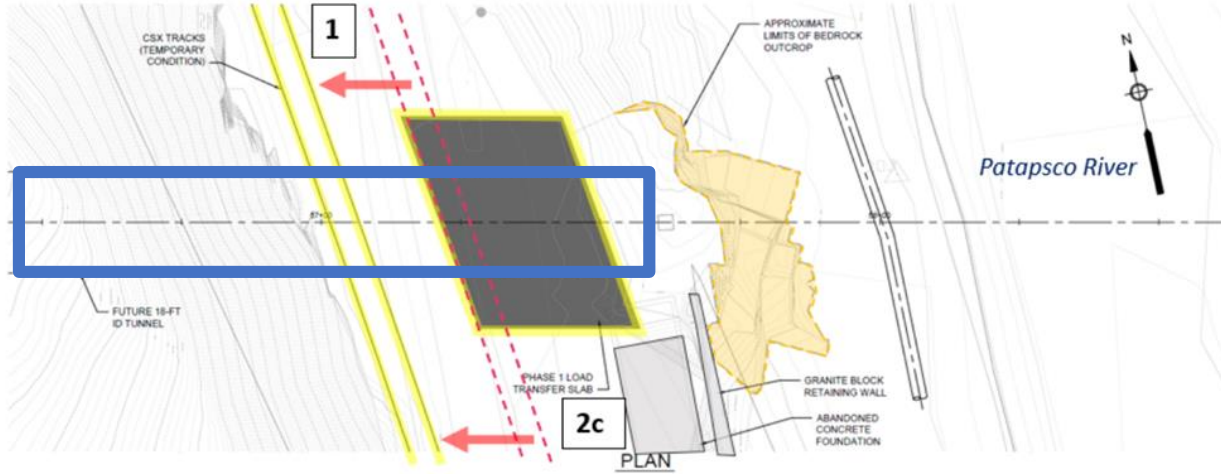 CSX TRACKS
(TEMPORARY
CONDITION)
1
APPROXIMATE
LIMITS OF BEDROCK
OUTCROP
N
Patapsco River
FUTURE 18-FT
ID TUNNEL
PHASE 1 LOAD
TRANSFER SLAB
2c
GRANITE BLOCK
RETAINING WALL
ABANDONED
CONCRETE
FOUNDATION
PLAN